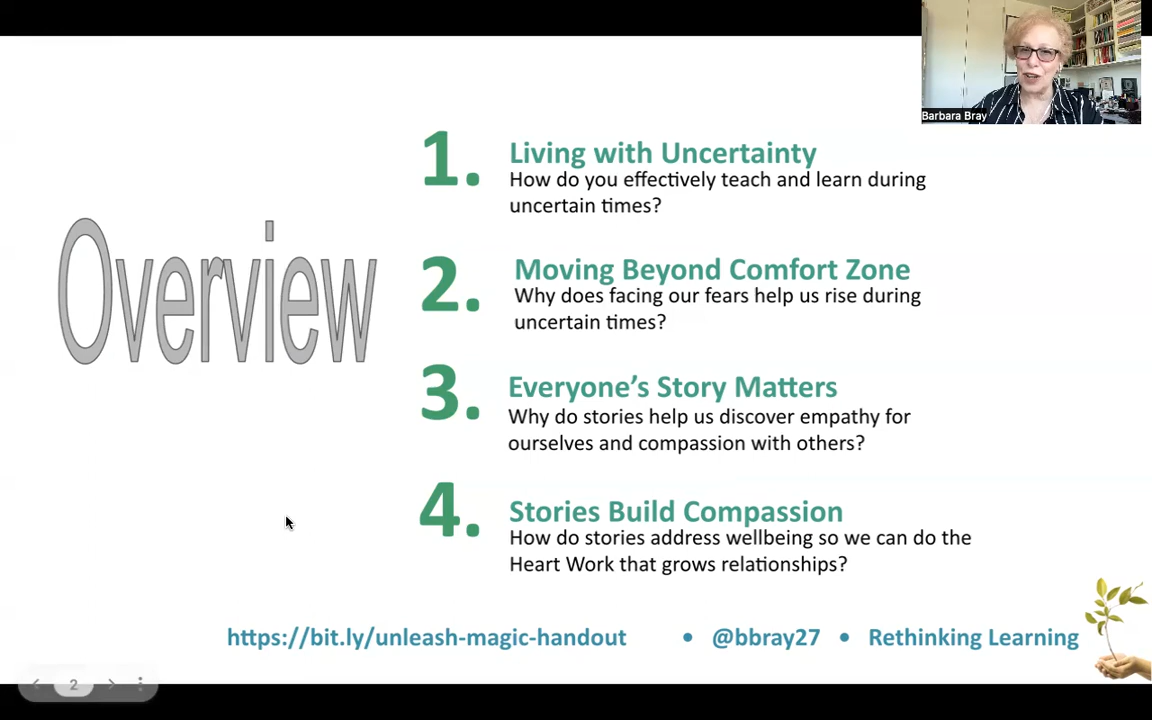 Barbara Bray
Overview
1.
Living with Uncertainty
How do you effectively teach and learn during
uncertain times?
2.
Moving Beyond Comfort Zone
Why does facing our fears help us rise during
uncertain times?
3.
Everyone’s Story Matters
Why do stories help us discover empathy for
ourselves and compassion with others?
4.
Stories Build Compassion
How do stories address wellbeing so we can do the
Heart Work that grows relationships?
https://bit.ly/unleash-magic-handout • @bbray27 • Rethinking Learning
2